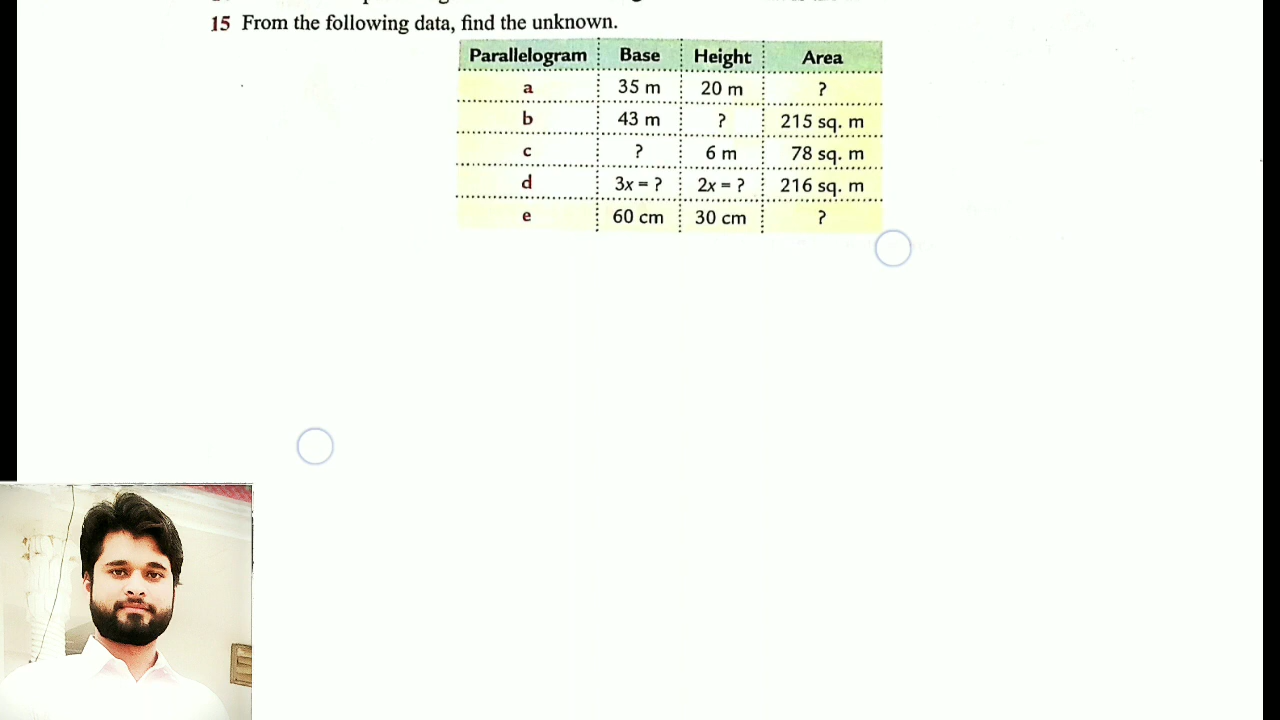 15 From the following data, find the unknown.
Parallelogram Base Height Area
a 35 m 20 m ?
b 43 m ? 215 sq. m
c ? 6 m 78 sq. m
d 3x = ? 2x = ? 216 sq. m
e 60 cm 30 cm ?